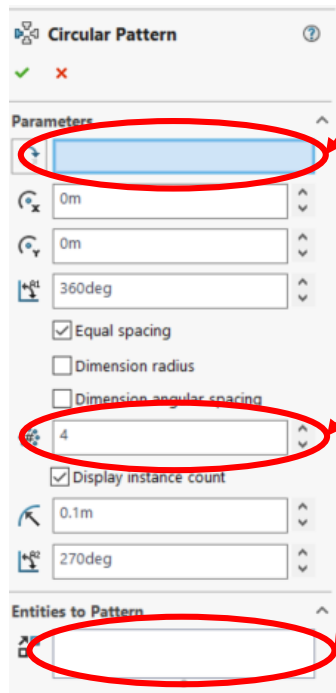 Circular Pattern
Parameters
0m
0m
360deg
Equal spacing
Dimension radius
Dimension angular spacing
4
Display instance count
0.1m
270deg
Entities to Pattern